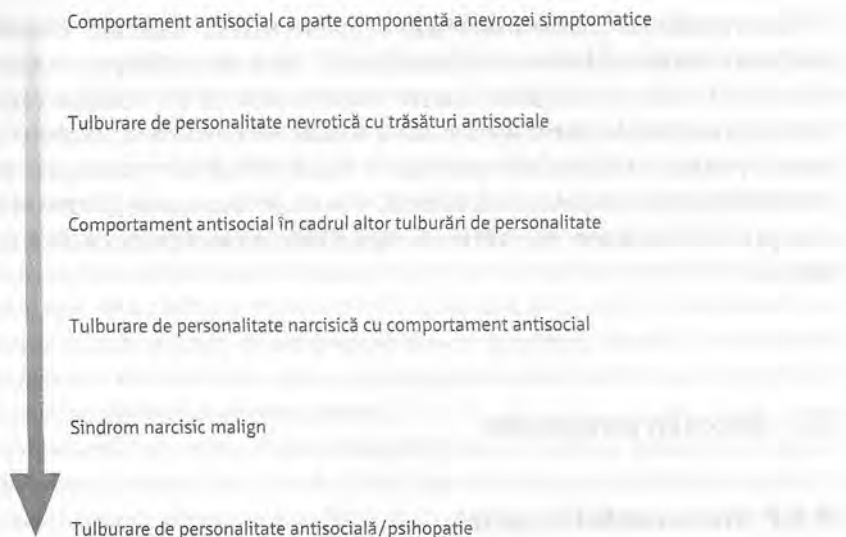 Comportament antisocial ca parte componentă a nevrozei simptomatice
Tulburare de personalitate nevrotică cu trăsături antisociale
Comportament antisocial în cadrul altor tulburări de personalitate
Tulburare de personalitate narcisică cu comportament antisocial
Sindrom narcisic malign
Tulburare de personalitate antisocială/psihopatie